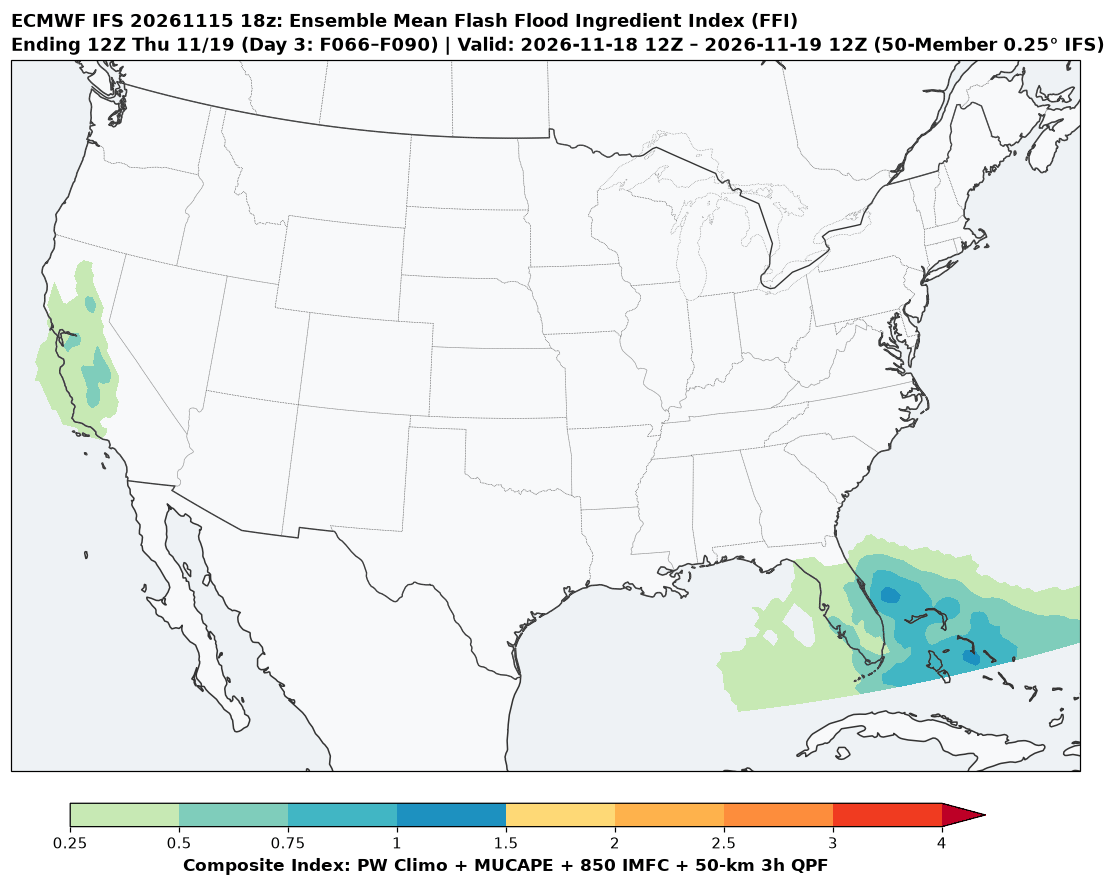 ECMWF IFS 20261115 18z: Ensemble Mean Flash Flood Ingredient Index (FFI)
Ending 12Z Thu 11/19 (Day 3: F066–F090) | Valid: 2026-11-18 12Z – 2026-11-19 12Z (50-Member 0.25° IFS)
0.25 0.5 0.75 1 1.5 2 2.5 3 4
Composite Index: PW Climo + MUCAPE + 850 IMFC + 50-km 3h QPF